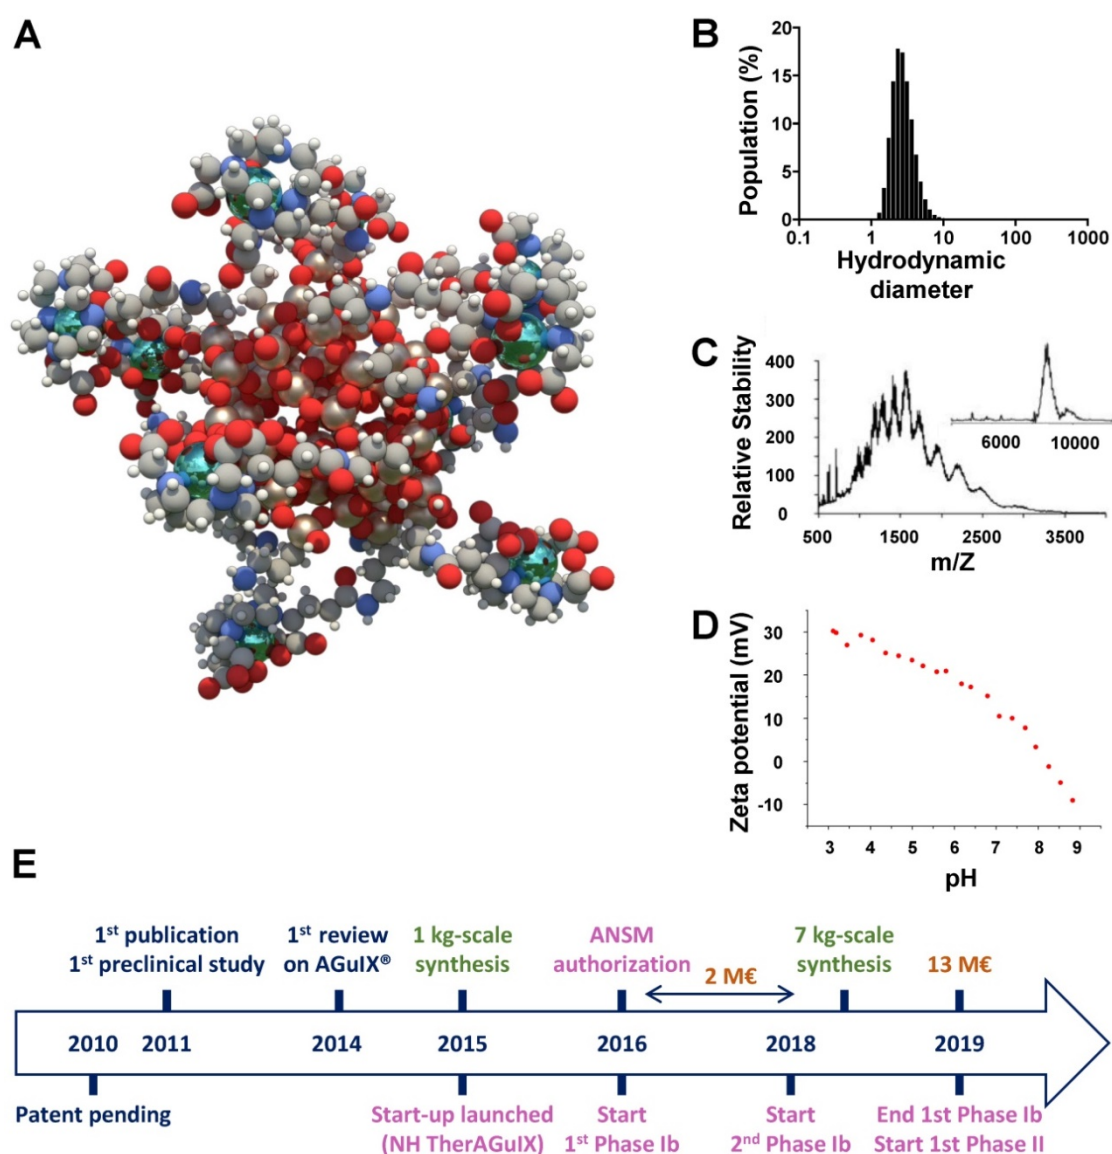 A
B
Population (%)
20
15
10
5
0
0.1 1 10 100 1000
Hydrodynamic
diameter
C
Relative Stability
400
300
200
100
0
6000 10000
500 1500 2500 3500
m/Z
D
Zeta potential (mV)
30
20
10
0
-10
3 4 5 6 7 8 9
pH
E
1st publication
1st preclinical study
1st review
on AGuIX®
1 kg-scale
synthesis
ANSM
authorization
2 M€
7 kg-scale
synthesis
13 M€
2010 2011 2014 2015 2016 2018 2019
Patent pending
Start-up launched
(NH TherAGuIX)
Start
1st Phase Ib
Start
2nd Phase Ib
End 1st Phase Ib
Start 1st Phase II